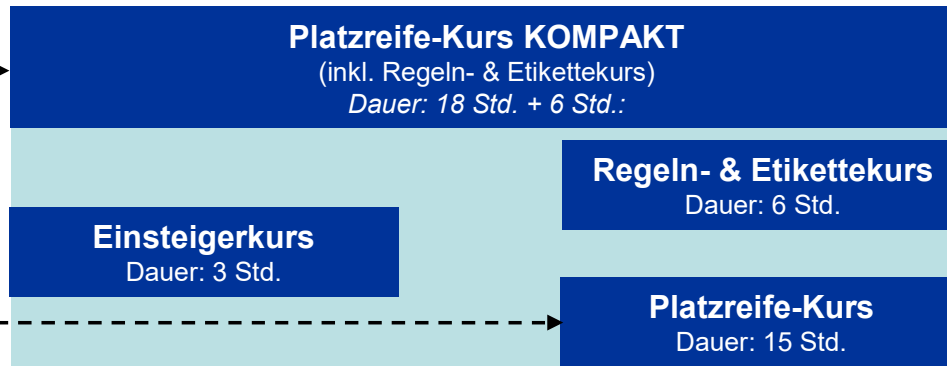 Platzreife-Kurs KOMPAKT
(inkl. Regeln- & Etikettekurs)
Dauer: 18 Std. + 6 Std.:
Regeln- & Etikettekurs
Dauer: 6 Std.
Einsteigerkurs
Dauer: 3 Std.
Platzreife-Kurs
Dauer: 15 Std.